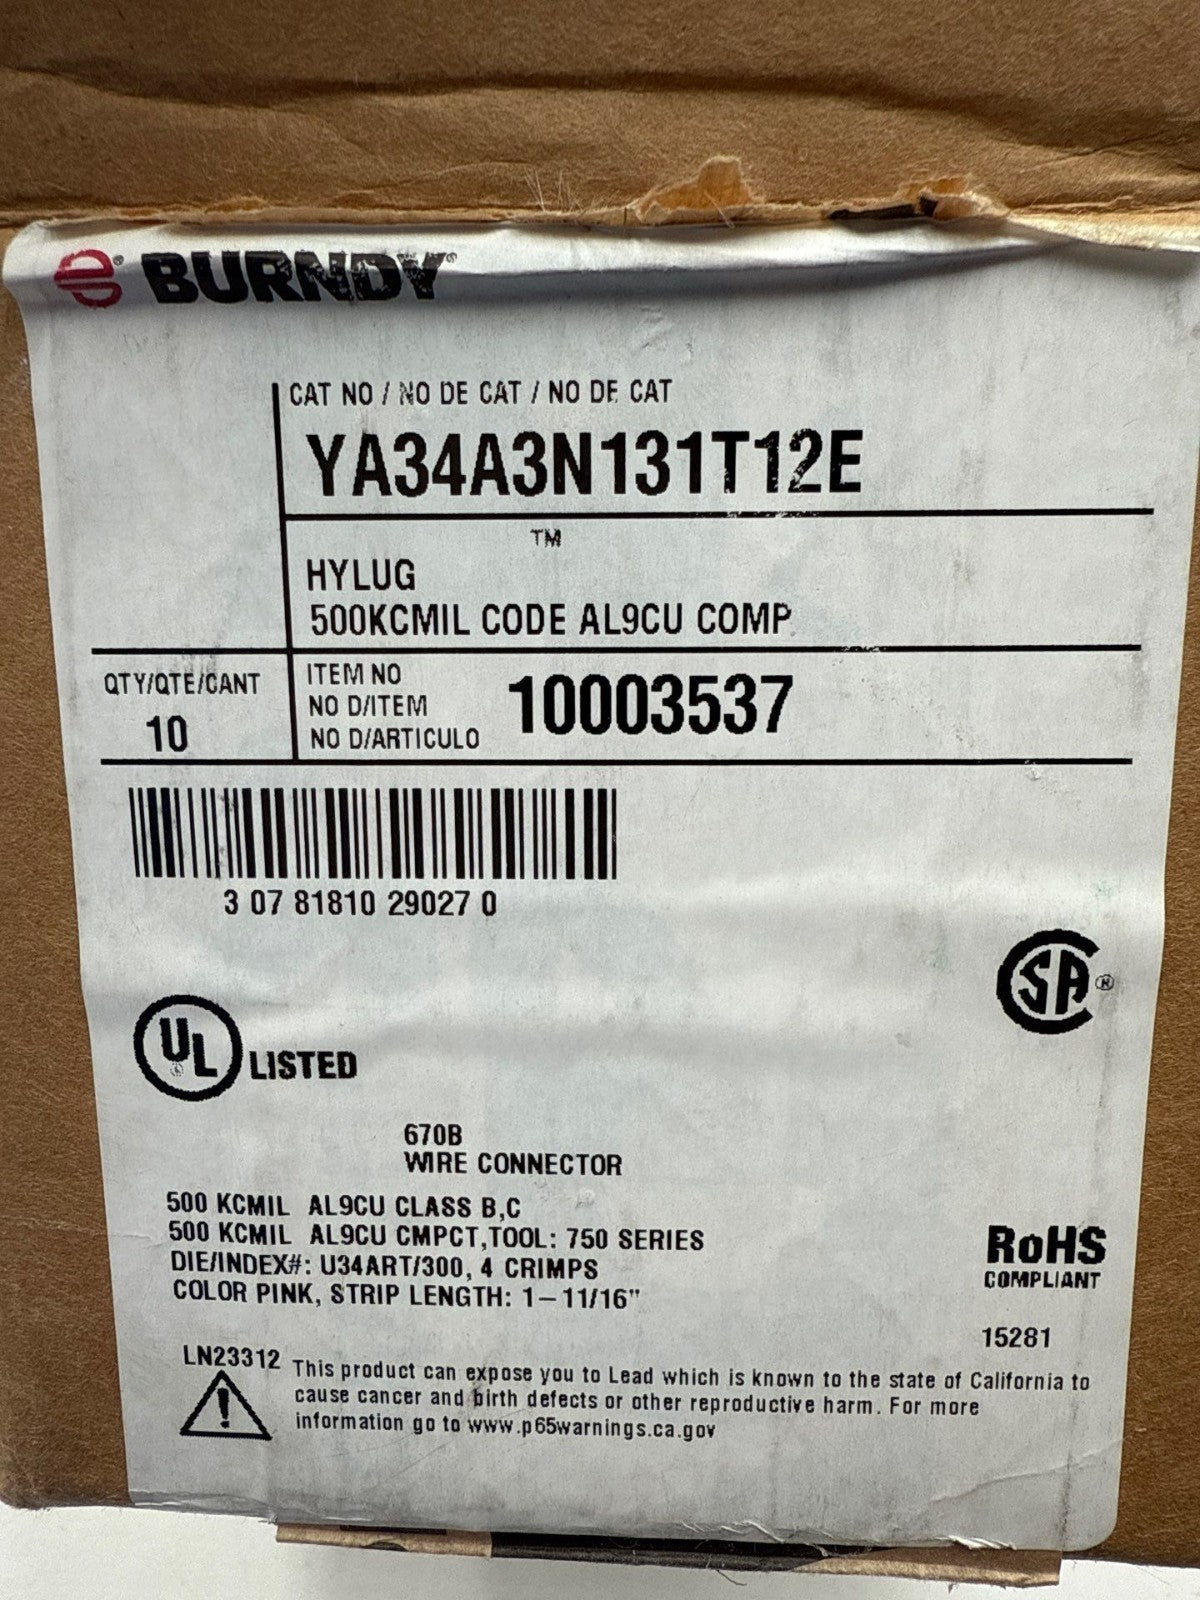 BURNDY®
CAT NO / NO DE CAT / NO DE CAT
YA34A3N131T12E
TM
HYLUG
500KCMIL CODE AL9CU COMP
QTY/QTE/CANT
10
ITEM NO
NO D/ITEM
NO D/ARTICULO
10003537
3 07 81810 29027 0
SA®
UL LISTED
670B
WIRE CONNECTOR
500 KCMIL AL9CU CLASS B,C
500 KCMIL AL9CU CMPCT,TOOL: 750 SERIES
DIE/INDEX#: U34ART/300, 4 CRIMPS
COLOR PINK, STRIP LENGTH: 1-11/16"
RoHS
COMPLIANT
15281
LN23312
This product can expose you to Lead which is known to the state of California to
cause cancer and birth defects or other reproductive harm. For more
information go to www.p65warnings.ca.gov